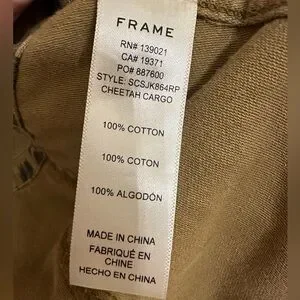 FRAME
RN# 139021
CA# 19371
PO# 887600
STYLE: SCSJK864RP
CHEETAH CARGO
100% COTTON
100% COTON
100% ALGODÓN
MADE IN CHINA
FABRIQUÉ EN
CHINE
HECHO EN CHINA